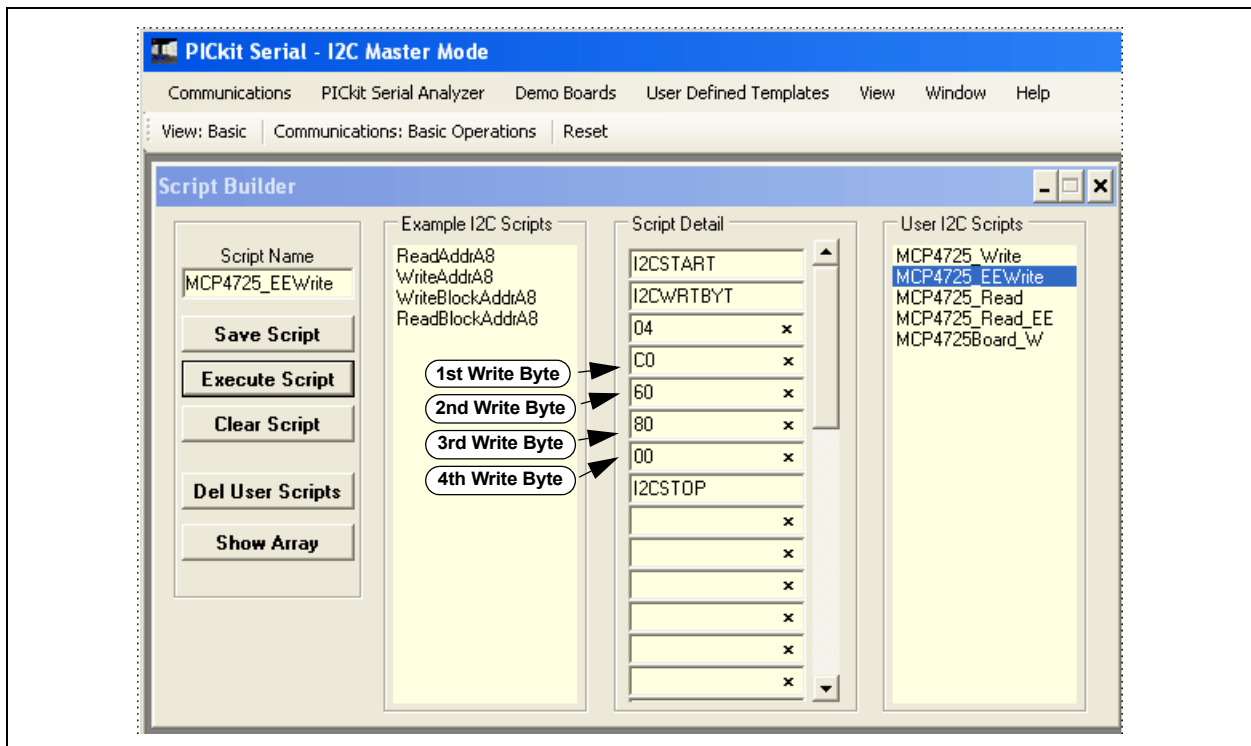 PICkit Serial - I2C Master Mode
Communications PICkit Serial Analyzer Demo Boards User Defined Templates View Window Help
View: Basic Communications: Basic Operations Reset
Script Builder
Script Name
MCP4725_EEWrite
Save Script
Execute Script
Clear Script
Del User Scripts
Show Array
Example I2C Scripts
ReadAddrA8
WriteAddrA8
WriteBlockAddrA8
ReadBlockAddrA8
1st Write Byte
2nd Write Byte
3rd Write Byte
4th Write Byte
Script Detail
I2CSTART
I2CWRTBYT
04 x
C0 x
60 x
80 x
00 x
I2CSTOP
x
x
x
x
x
x
User I2C Scripts
MCP4725_Write
MCP4725_EEWrite
MCP4725_Read
MCP4725_Read_EE
MCP4725Board_W